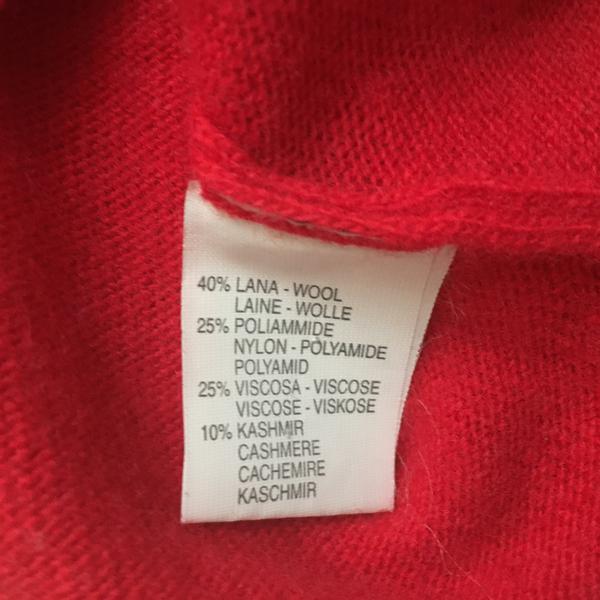 40% LANA - WOOL
LAINE - WOLLE
25% POLIAMMIDE
NYLON - POLYAMIDE
POLYAMID
25% VISCOSA - VISCOSE
VISCOSE - VISKOSE
10% KASHMIR
CASHMERE
CACHEMIRE
KASCHMIR